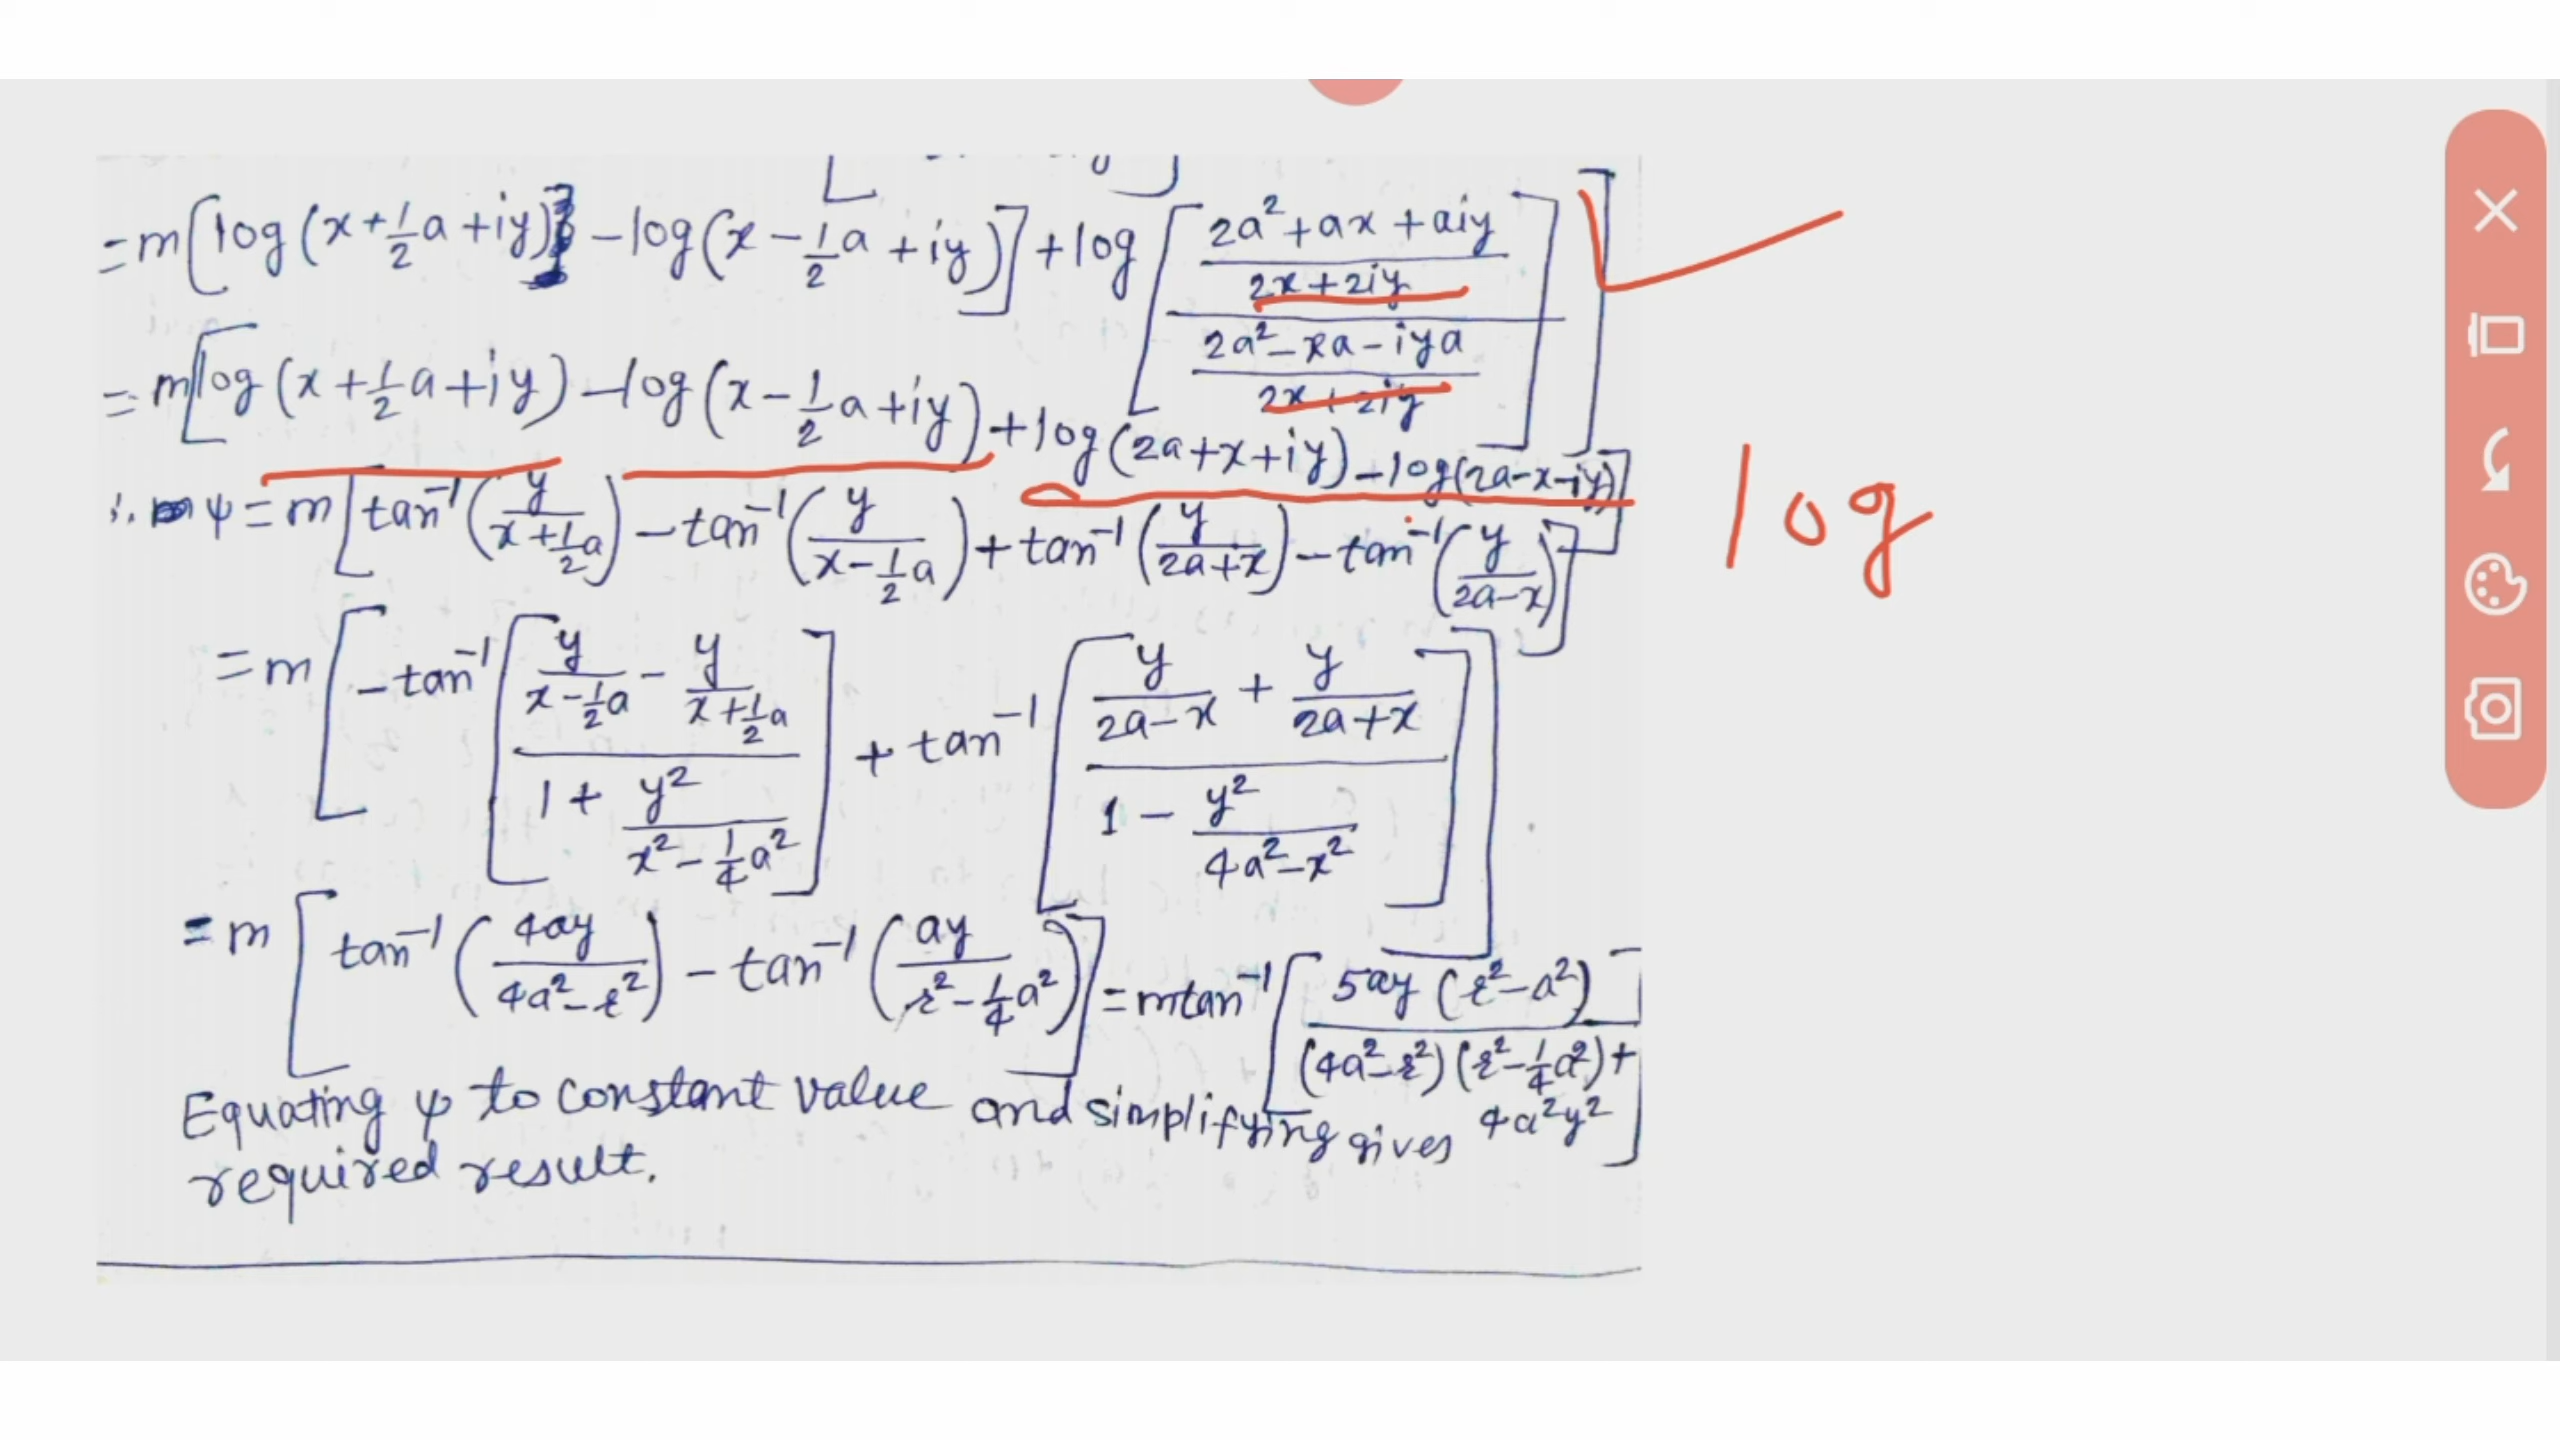 =m[log(x+1/2a+iy)] -log(x-1/2a+iy)]+log[(2a²+ax+aiy)/(2x+2iy) / (2a²-xa-iya)/(2x+2iy)]]
=m[log(x+1/2a+iy)-log(x-1/2a+iy)+log(2a+x+iy)-log(2a-x-iy)]
log
∴ ψ=m[tan⁻¹(y/(x+1/2a))-tan⁻¹(y/(x-1/2a))+tan⁻¹(y/(2a+x))-tan⁻¹(y/(2a-x))]
=m[-tan⁻¹[(y/(x-1/2a) - y/(x+1/2a))/(1+y²/(x²-1/4a²))]+tan⁻¹[(y/(2a-x)+y/(2a+x))/(1-y²/(4a²-x²))]]
=m[tan⁻¹(4ay/(4a²-r²))-tan⁻¹(ay/(r²-1/4a²))]=mtan⁻¹[5ay(r²-a²)/((4a²-r²)(r²-1/4a²)+4a²y²)]
Equating ψ to constant value and simplifying gives
required result.